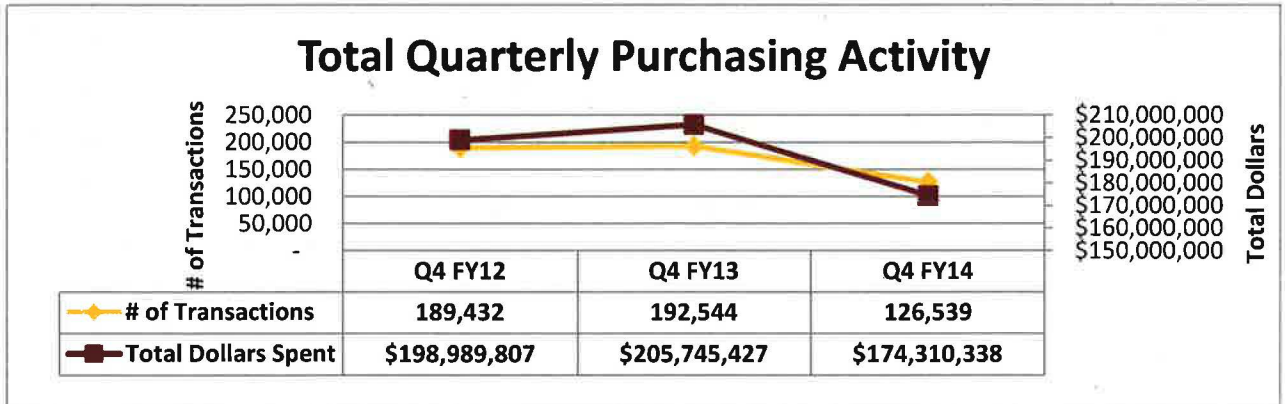 Total Quarterly Purchasing Activity
# of Transactions
250,000
200,000
150,000
100,000
50,000
-
$210,000,000
$200,000,000
$190,000,000
$180,000,000
$170,000,000
$160,000,000
$150,000,000
Total Dollars
Q4 FY12 Q4 FY13 Q4 FY14
# of Transactions 189,432 192,544 126,539
Total Dollars Spent $198,989,807 $205,745,427 $174,310,338